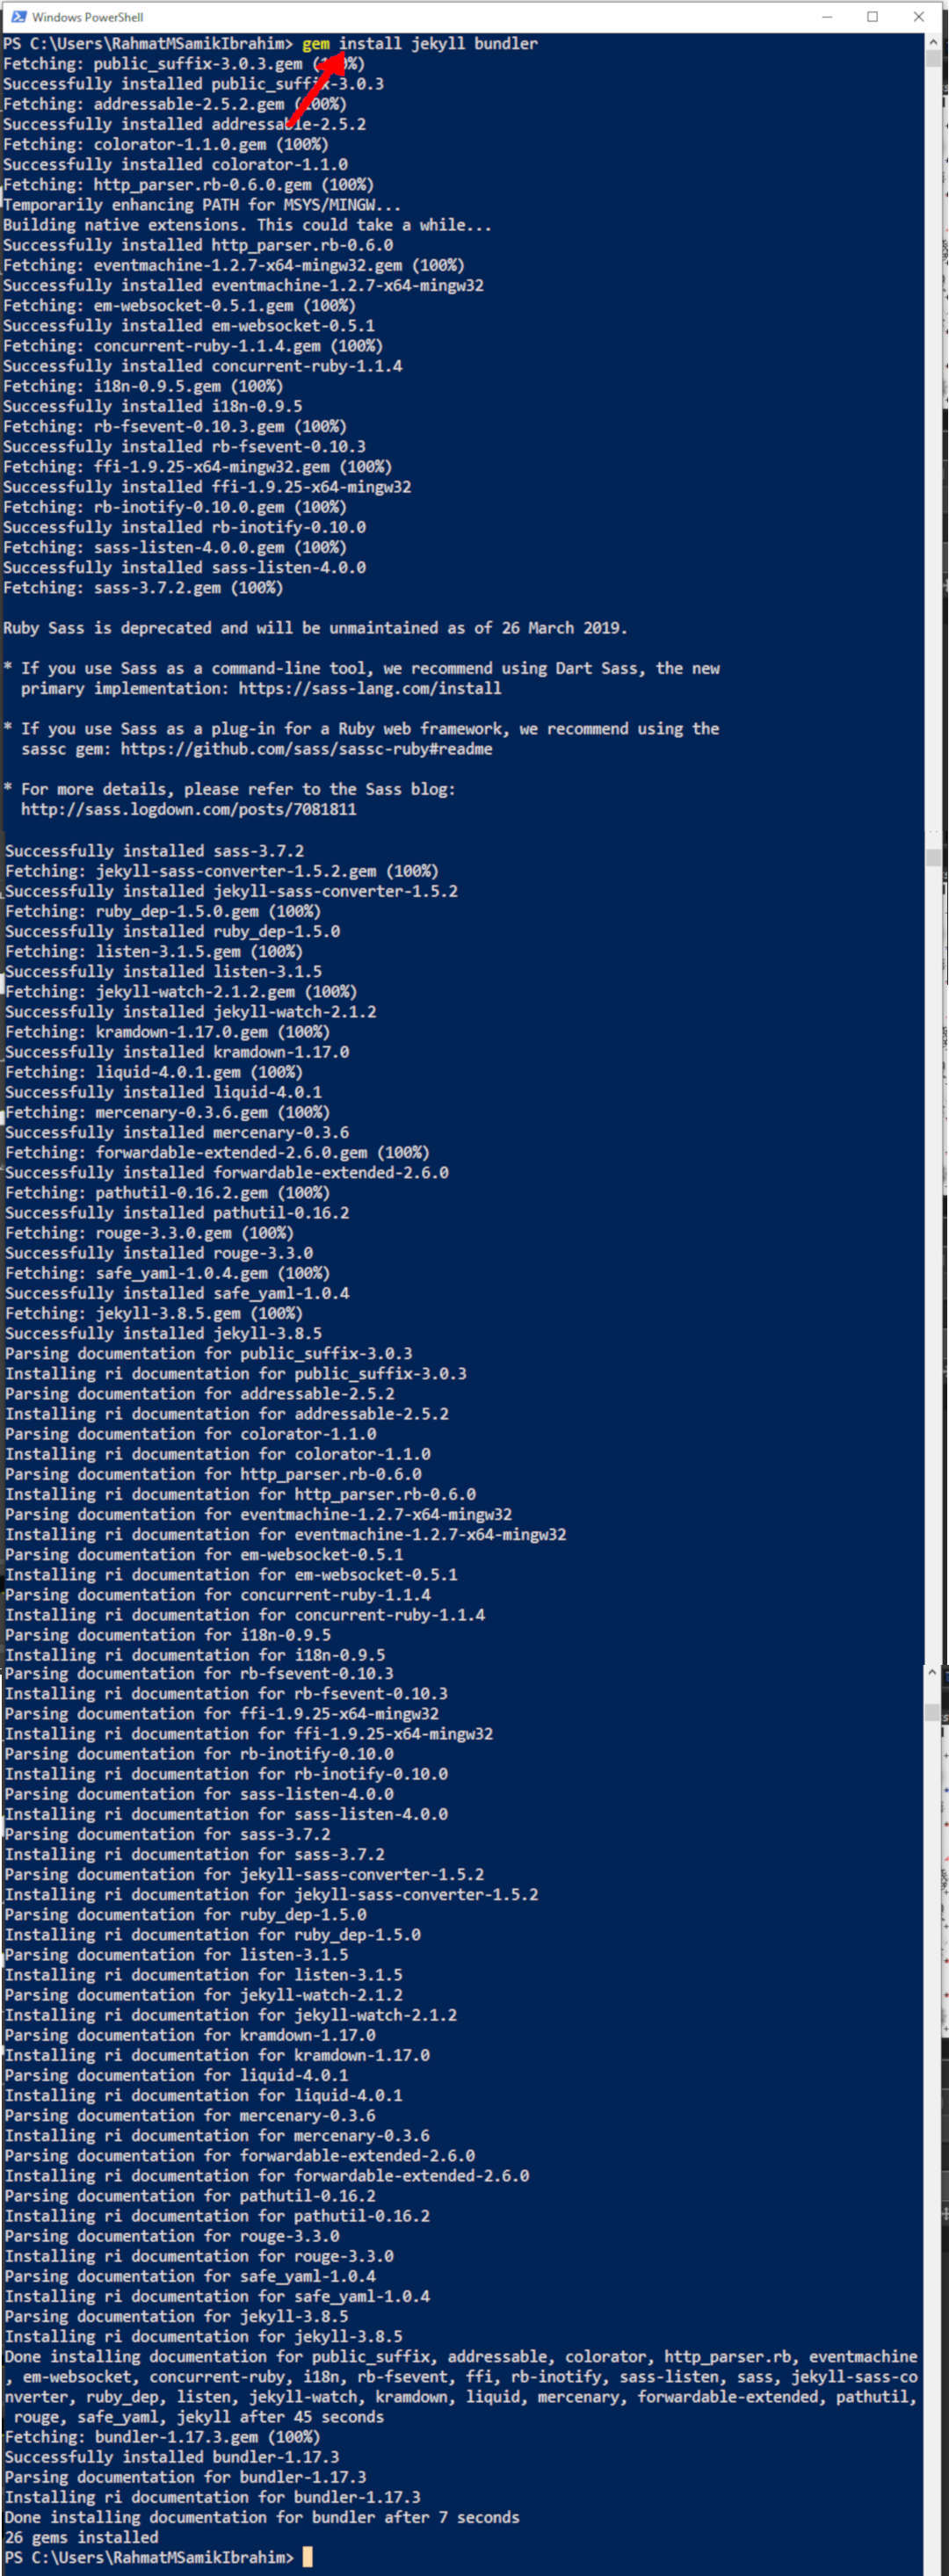 Windows PowerShell
PS C:\Users\RahmatMSamikIbrahim> gem install jekyll bundler
Fetching: public_suffix-3.0.3.gem (100%)
Successfully installed public_suffix-3.0.3
Fetching: addressable-2.5.2.gem (100%)
Successfully installed addressable-2.5.2
Fetching: colorator-1.1.0.gem (100%)
Successfully installed colorator-1.1.0
Fetching: http_parser.rb-0.6.0.gem (100%)
Temporarily enhancing PATH for MSYS/MINGW...
Building native extensions. This could take a while...
Successfully installed http_parser.rb-0.6.0
Fetching: eventmachine-1.2.7-x64-mingw32.gem (100%)
Successfully installed eventmachine-1.2.7-x64-mingw32
Fetching: em-websocket-0.5.1.gem (100%)
Successfully installed em-websocket-0.5.1
Fetching: concurrent-ruby-1.1.4.gem (100%)
Successfully installed concurrent-ruby-1.1.4
Fetching: i18n-0.9.5.gem (100%)
Successfully installed i18n-0.9.5
Fetching: rb-fsevent-0.10.3.gem (100%)
Successfully installed rb-fsevent-0.10.3
Fetching: ffi-1.9.25-x64-mingw32.gem (100%)
Successfully installed ffi-1.9.25-x64-mingw32
Fetching: rb-inotify-0.10.0.gem (100%)
Successfully installed rb-inotify-0.10.0
Fetching: sass-listen-4.0.0.gem (100%)
Successfully installed sass-listen-4.0.0
Fetching: sass-3.7.2.gem (100%)
Ruby Sass is deprecated and will be unmaintained as of 26 March 2019.
* If you use Sass as a command-line tool, we recommend using Dart Sass, the new
primary implementation: https://sass-lang.com/install
* If you use Sass as a plug-in for a Ruby web framework, we recommend using the
sassc gem: https://github.com/sass/sassc-ruby#readme
* For more details, please refer to the Sass blog:
http://sass.logdown.com/posts/7081811
Successfully installed sass-3.7.2
Fetching: jekyll-sass-converter-1.5.2.gem (100%)
Successfully installed jekyll-sass-converter-1.5.2
Fetching: ruby_dep-1.5.0.gem (100%)
Successfully installed ruby_dep-1.5.0
Fetching: listen-3.1.5.gem (100%)
Successfully installed listen-3.1.5
Fetching: jekyll-watch-2.1.2.gem (100%)
Successfully installed jekyll-watch-2.1.2
Fetching: kramdown-1.17.0.gem (100%)
Successfully installed kramdown-1.17.0
Fetching: liquid-4.0.1.gem (100%)
Successfully installed liquid-4.0.1
Fetching: mercenary-0.3.6.gem (100%)
Successfully installed mercenary-0.3.6
Fetching: forwardable-extended-2.6.0.gem (100%)
Successfully installed forwardable-extended-2.6.0
Fetching: pathutil-0.16.2.gem (100%)
Successfully installed pathutil-0.16.2
Fetching: rouge-3.3.0.gem (100%)
Successfully installed rouge-3.3.0
Fetching: safe_yaml-1.0.4.gem (100%)
Successfully installed safe_yaml-1.0.4
Fetching: jekyll-3.8.5.gem (100%)
Successfully installed jekyll-3.8.5
Parsing documentation for public_suffix-3.0.3
Installing ri documentation for public_suffix-3.0.3
Parsing documentation for addressable-2.5.2
Installing ri documentation for addressable-2.5.2
Parsing documentation for colorator-1.1.0
Installing ri documentation for colorator-1.1.0
Parsing documentation for http_parser.rb-0.6.0
Installing ri documentation for http_parser.rb-0.6.0
Parsing documentation for eventmachine-1.2.7-x64-mingw32
Installing ri documentation for eventmachine-1.2.7-x64-mingw32
Parsing documentation for em-websocket-0.5.1
Installing ri documentation for em-websocket-0.5.1
Parsing documentation for concurrent-ruby-1.1.4
Installing ri documentation for concurrent-ruby-1.1.4
Parsing documentation for i18n-0.9.5
Installing ri documentation for i18n-0.9.5
Parsing documentation for rb-fsevent-0.10.3
Installing ri documentation for rb-fsevent-0.10.3
Parsing documentation for ffi-1.9.25-x64-mingw32
Installing ri documentation for ffi-1.9.25-x64-mingw32
Parsing documentation for rb-inotify-0.10.0
Installing ri documentation for rb-inotify-0.10.0
Parsing documentation for sass-listen-4.0.0
Installing ri documentation for sass-listen-4.0.0
Parsing documentation for sass-3.7.2
Installing ri documentation for sass-3.7.2
Parsing documentation for jekyll-sass-converter-1.5.2
Installing ri documentation for jekyll-sass-converter-1.5.2
Parsing documentation for ruby_dep-1.5.0
Installing ri documentation for ruby_dep-1.5.0
Parsing documentation for listen-3.1.5
Installing ri documentation for listen-3.1.5
Parsing documentation for jekyll-watch-2.1.2
Installing ri documentation for jekyll-watch-2.1.2
Parsing documentation for kramdown-1.17.0
Installing ri documentation for kramdown-1.17.0
Parsing documentation for liquid-4.0.1
Installing ri documentation for liquid-4.0.1
Parsing documentation for mercenary-0.3.6
Installing ri documentation for mercenary-0.3.6
Parsing documentation for forwardable-extended-2.6.0
Installing ri documentation for forwardable-extended-2.6.0
Parsing documentation for pathutil-0.16.2
Installing ri documentation for pathutil-0.16.2
Parsing documentation for rouge-3.3.0
Installing ri documentation for rouge-3.3.0
Parsing documentation for safe_yaml-1.0.4
Installing ri documentation for safe_yaml-1.0.4
Parsing documentation for jekyll-3.8.5
Installing ri documentation for jekyll-3.8.5
Done installing documentation for public_suffix, addressable, colorator, http_parser.rb, eventmachine
, em-websocket, concurrent-ruby, i18n, rb-fsevent, ffi, rb-inotify, sass-listen, sass, jekyll-sass-co
nverter, ruby_dep, listen, jekyll-watch, kramdown, liquid, mercenary, forwardable-extended, pathutil,
rouge, safe_yaml, jekyll after 45 seconds
Fetching: bundler-1.17.3.gem (100%)
Successfully installed bundler-1.17.3
Parsing documentation for bundler-1.17.3
Installing ri documentation for bundler-1.17.3
Done installing documentation for bundler after 7 seconds
26 gems installed
PS C:\Users\RahmatMSamikIbrahim>